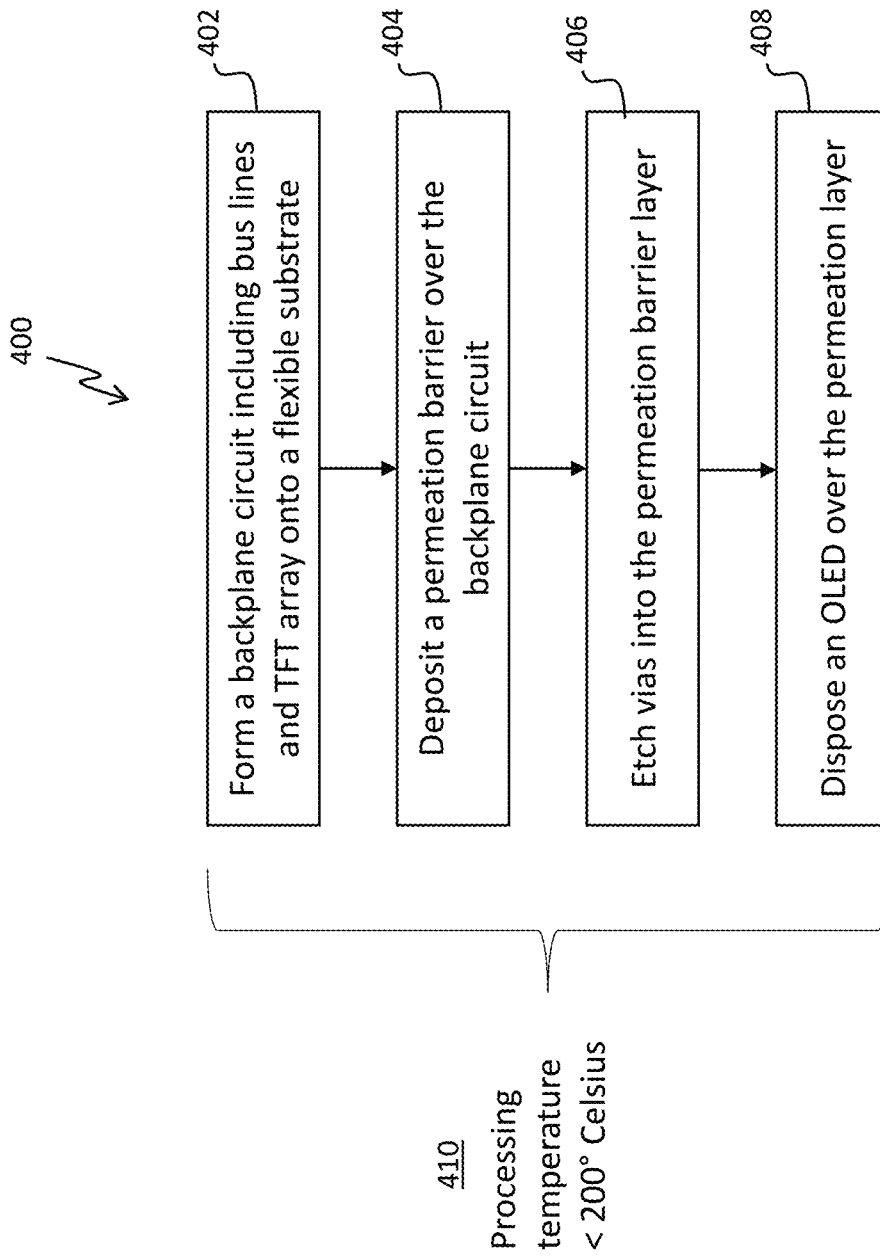 400
402
Form a backplane circuit including bus lines
and TFT array onto a flexible substrate
404
Deposit a permeation barrier over the
backplane circuit
406
Etch vias into the permeation barrier layer
408
Dispose an OLED over the permeation layer
410
Processing
temperature
< 200° Celsius